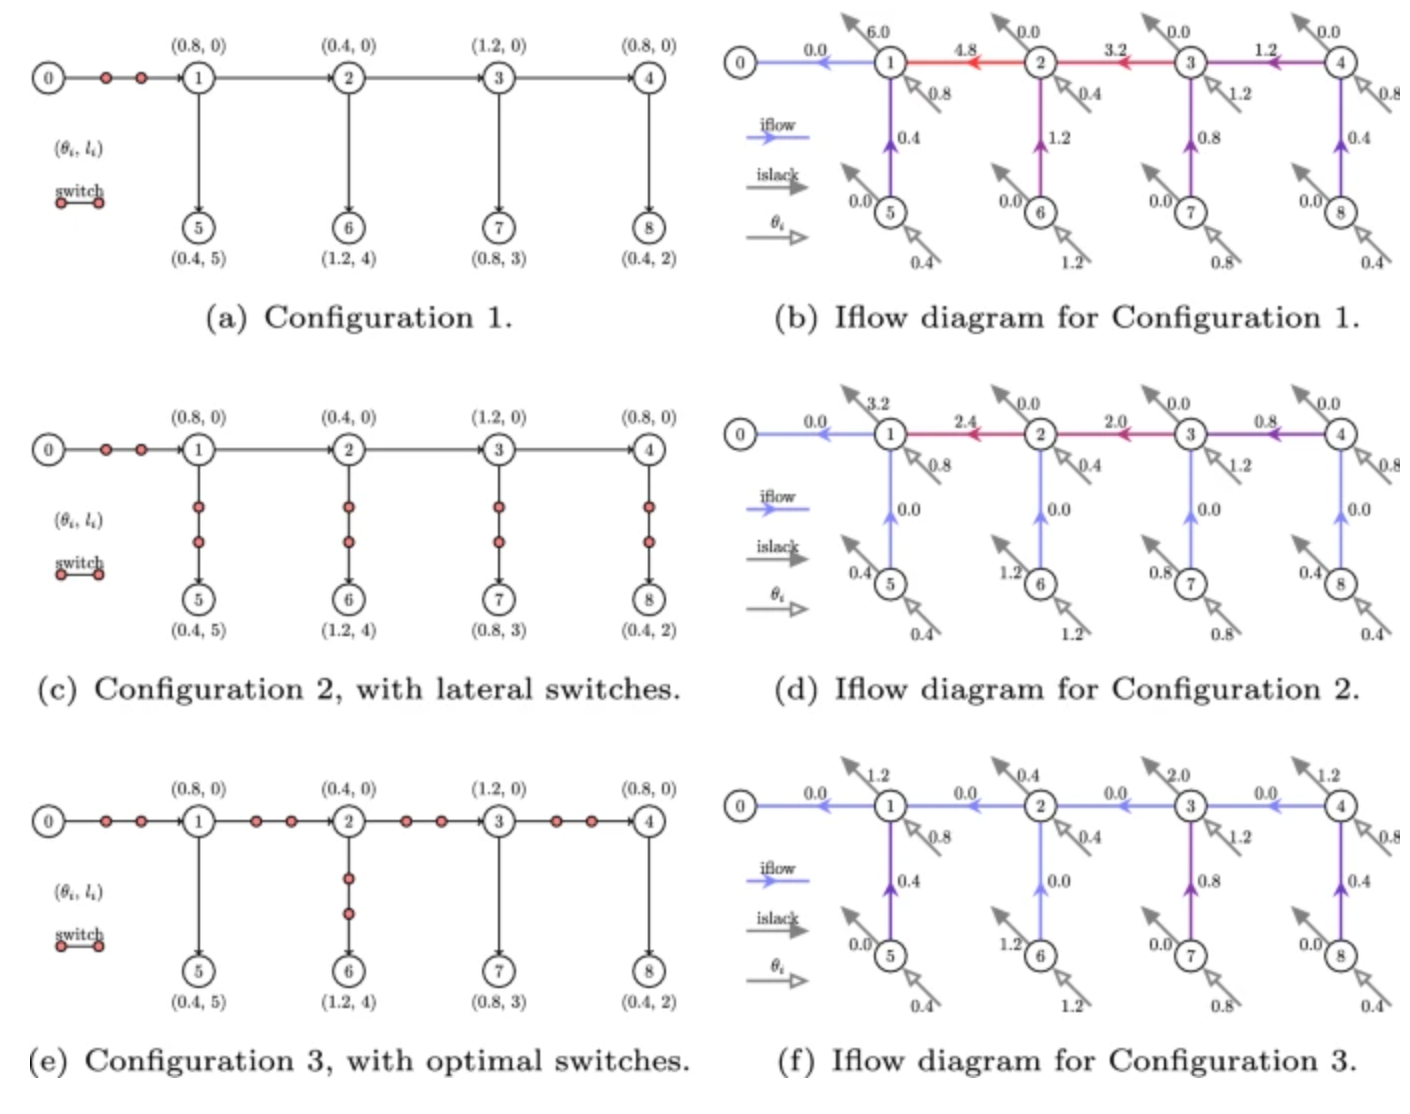 (0.8, 0) (0.4, 0) (1.2, 0) (0.8, 0)
0 1 2 3 4
(θᵢ, lᵢ)
switch
5 6 7 8
(0.4, 5) (1.2, 4) (0.8, 3) (0.4, 2)
(a) Configuration 1.
6.0 0.0 0.0 0.0
0.0 4.8 3.2 1.2
0 1 2 3 4
0.8 0.4 1.2 0.8
iflow
0.4 1.2 0.8 0.4
islack
0.0 0.0 0.0 0.0
5 6 7 8
θᵢ
0.4 1.2 0.8 0.4
(b) Iflow diagram for Configuration 1.
(0.8, 0) (0.4, 0) (1.2, 0) (0.8, 0)
0 1 2 3 4
(θᵢ, lᵢ)
switch
5 6 7 8
(0.4, 5) (1.2, 4) (0.8, 3) (0.4, 2)
(c) Configuration 2, with lateral switches.
3.2 0.0 0.0 0.0
0.0 2.4 2.0 0.8
0 1 2 3 4
0.8 0.4 1.2 0.8
iflow
0.0 0.0 0.0 0.0
islack
0.4 1.2 0.8 0.4
5 6 7 8
θᵢ
0.4 1.2 0.8 0.4
(d) Iflow diagram for Configuration 2.
(0.8, 0) (0.4, 0) (1.2, 0) (0.8, 0)
0 1 2 3 4
(θᵢ, lᵢ)
switch
5 6 7 8
(0.4, 5) (1.2, 4) (0.8, 3) (0.4, 2)
(e) Configuration 3, with optimal switches.
1.2 0.4 2.0 1.2
0.0 0.0 0.0 0.0
0 1 2 3 4
0.8 0.4 1.2 0.8
iflow
0.4 0.0 0.8 0.4
islack
0.0 1.2 0.0 0.0
5 6 7 8
θᵢ
0.4 1.2 0.8 0.4
(f) Iflow diagram for Configuration 3.